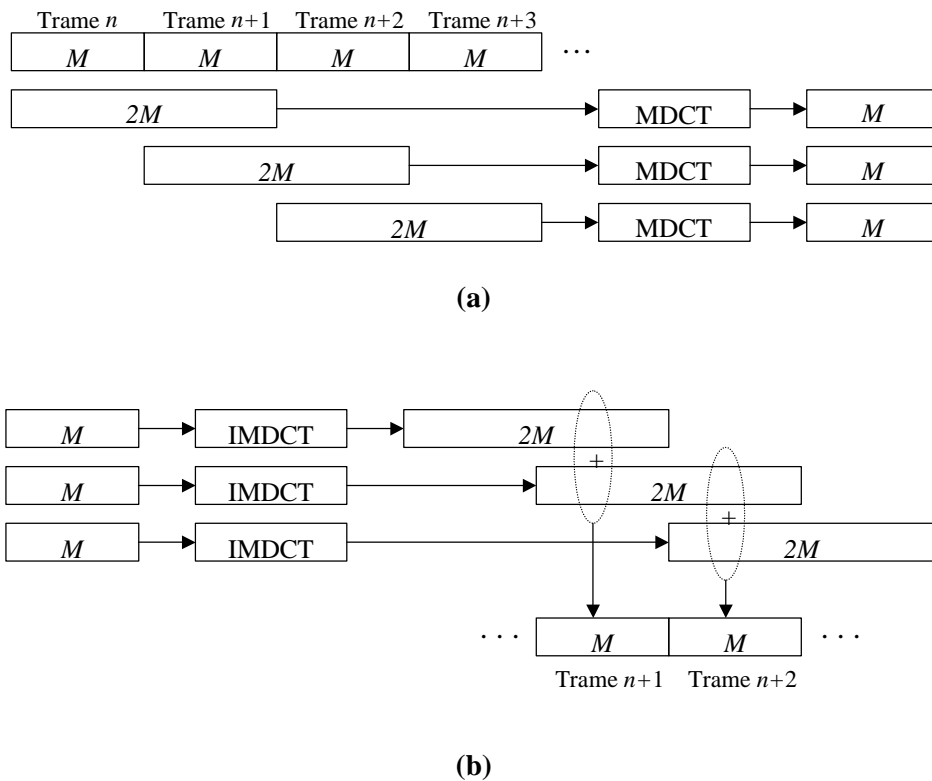 Trame n Trame n+1 Trame n+2 Trame n+3
M M M M ...
2M MDCT M
2M MDCT M
2M MDCT M
(a)
M IMDCT 2M
+
M IMDCT 2M
+
M IMDCT 2M
... M M ...
Trame n+1 Trame n+2
(b)